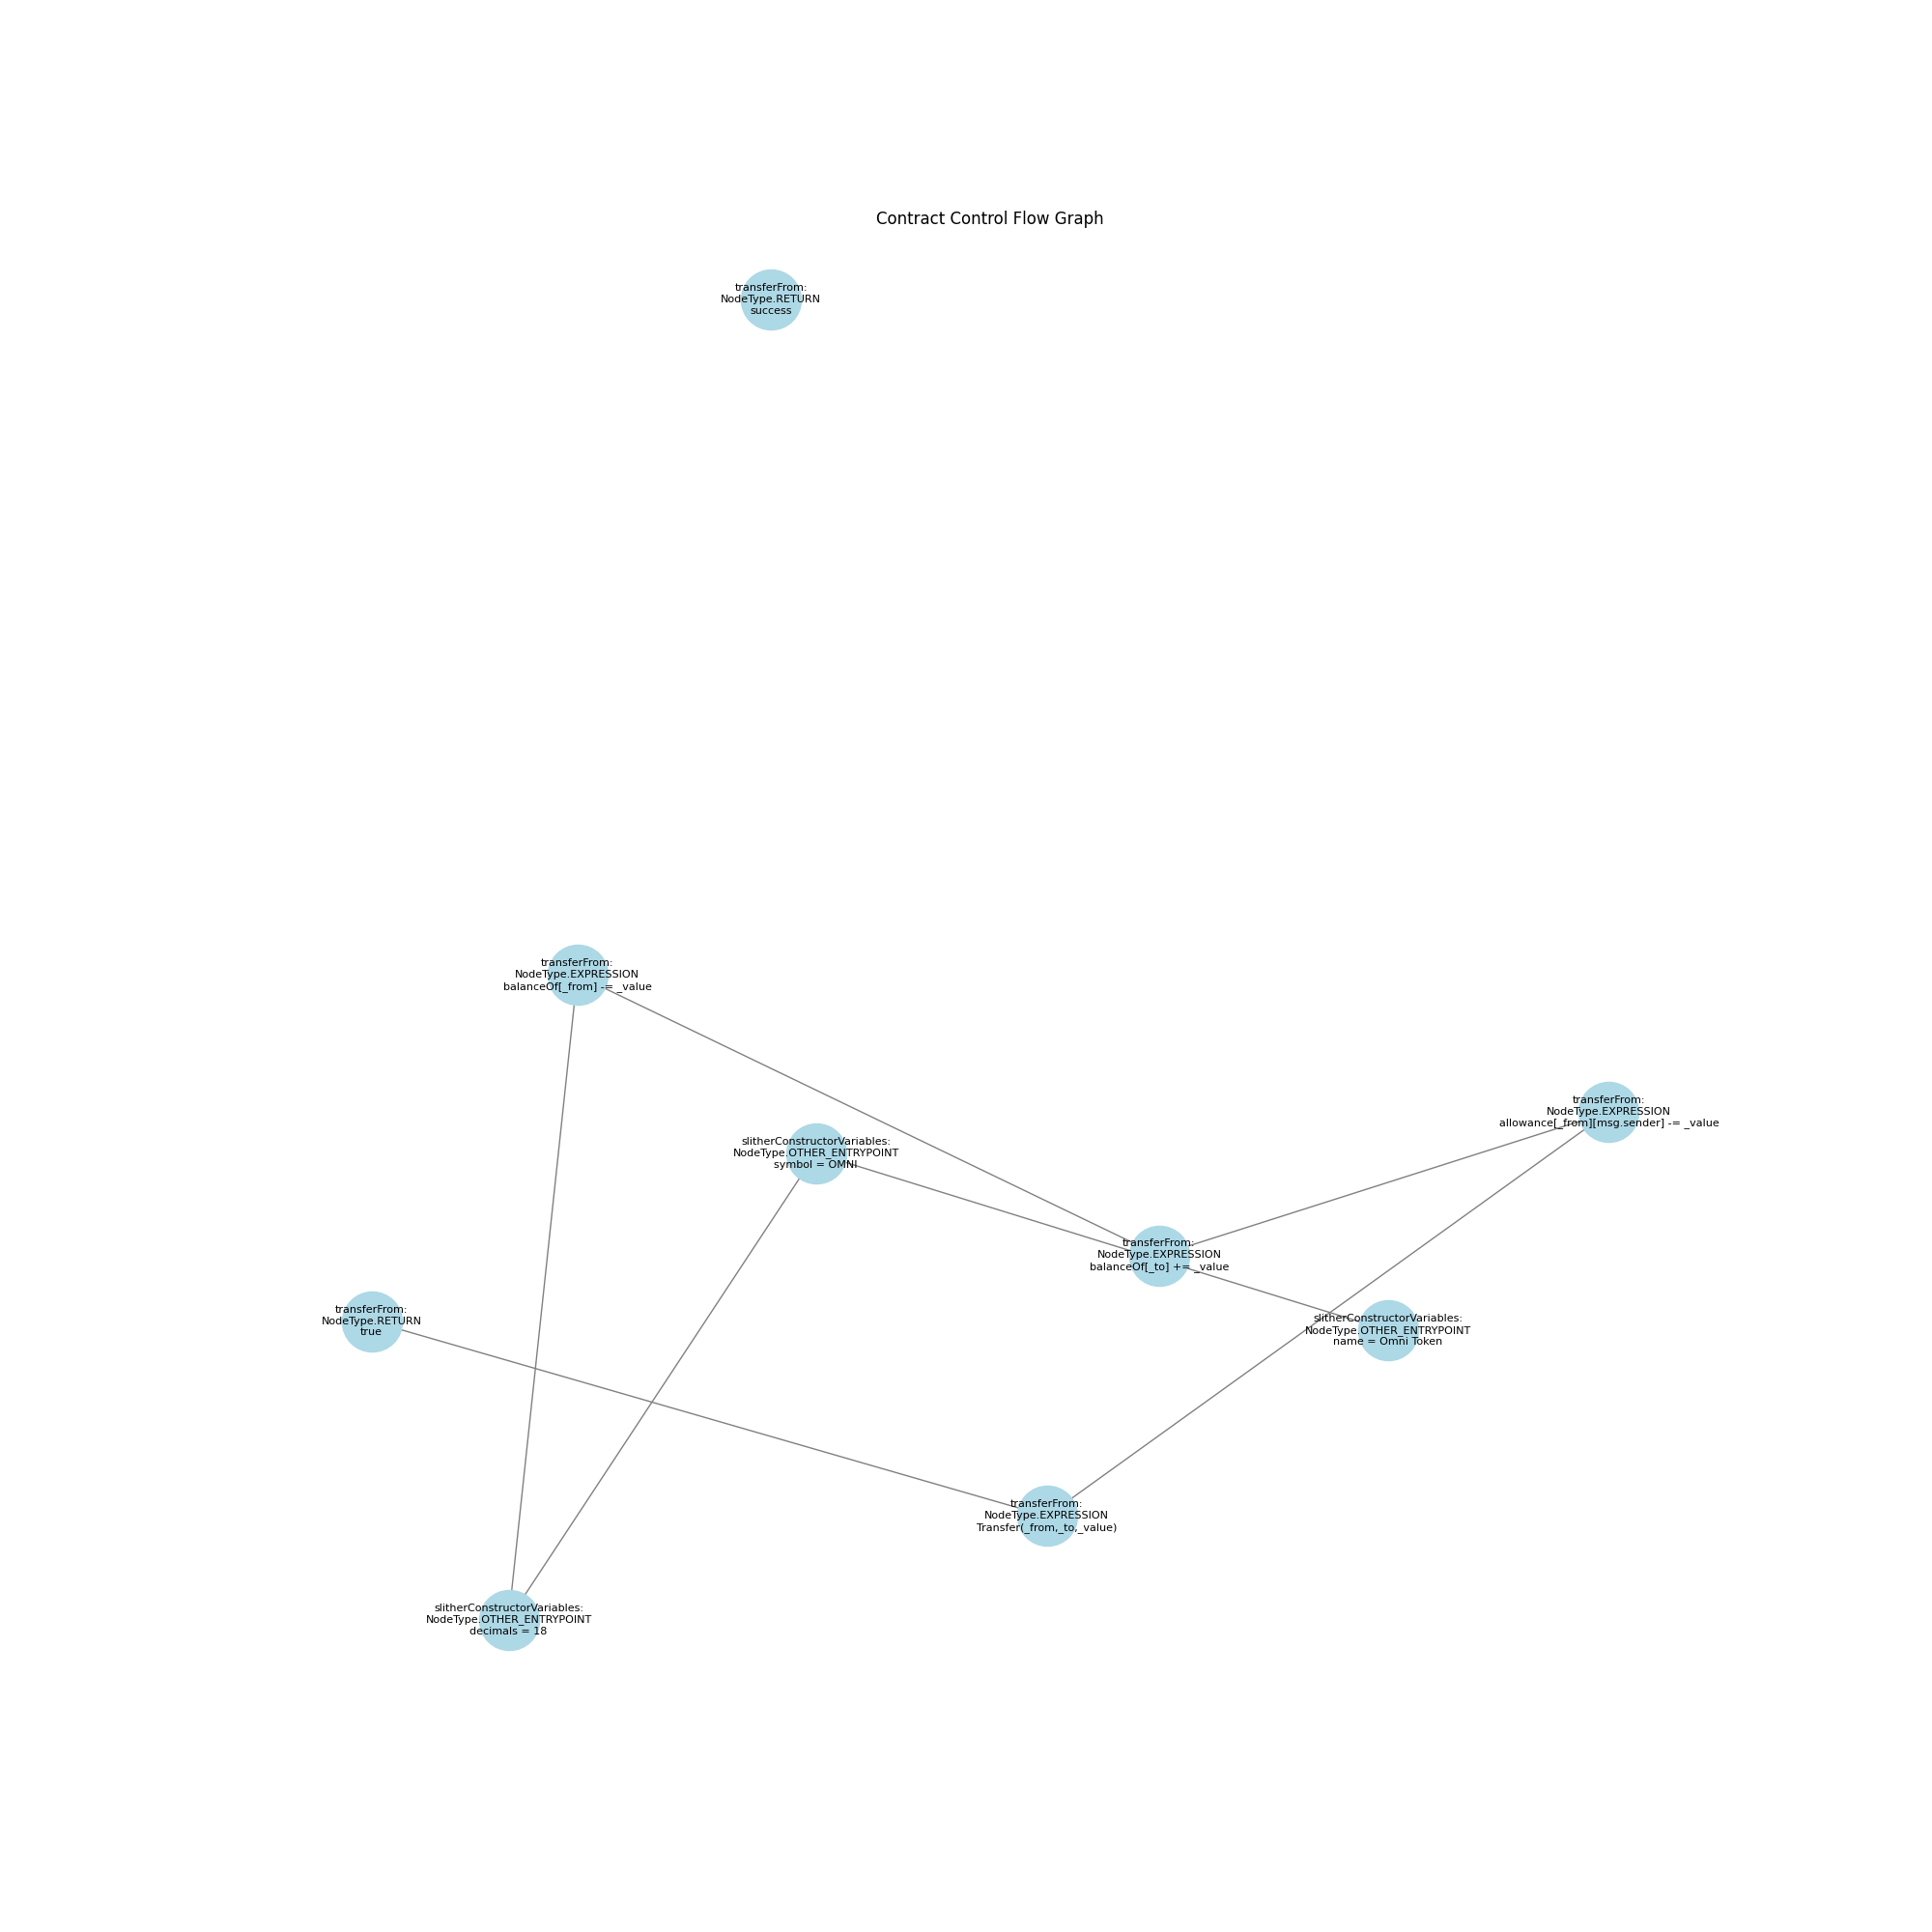 Contract Control Flow Graph
transferFrom:
NodeType.RETURN
success
transferFrom:
NodeType.EXPRESSION
balanceOf[_from] -= _value
transferFrom:
NodeType.EXPRESSION
allowance[_from][msg.sender] -= _value
slitherConstructorVariables:
NodeType.OTHER_ENTRYPOINT
symbol = OMNI
transferFrom:
NodeType.EXPRESSION
balanceOf[_to] += _value
transferFrom:
NodeType.RETURN
true
slitherConstructorVariables:
NodeType.OTHER_ENTRYPOINT
name = Omni Token
transferFrom:
NodeType.EXPRESSION
Transfer(_from,_to,_value)
slitherConstructorVariables:
NodeType.OTHER_ENTRYPOINT
decimals = 18